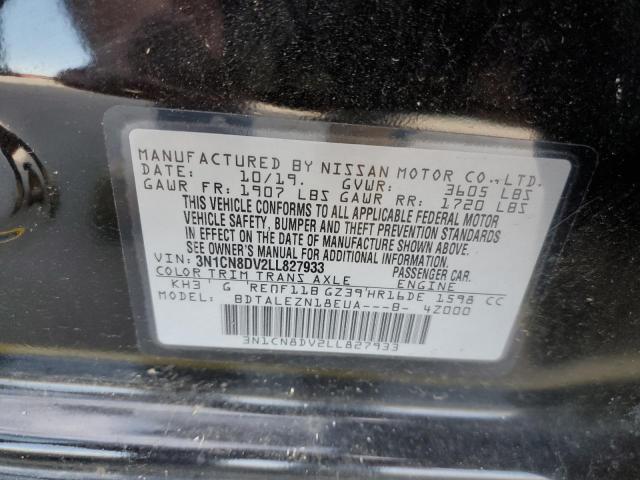 MANUFACTURED BY NISSAN MOTOR CO.,LTD.
DATE: 10/19. GVWR: 3605 LBS
GAWR FR: 1907 LBS GAWR RR: 1720 LBS
THIS VEHICLE CONFORMS TO ALL APPLICABLE FEDERAL MOTOR
VEHICLE SAFETY, BUMPER AND THEFT PREVENTION STANDARDS
IN EFFECT ON THE DATE OF MANUFACTURE SHOWN ABOVE.
SEE OWNER'S MANUAL FOR ADDITIONAL INFORMATION.
VIN: 3N1CN8DV2LL827933 PASSENGER CAR.
COLOR TRIM TRANS AXLE ENGINE
KH3 G RE0F11B GZ39 HR16DE 1598 CC
MODEL: BDTALEZN18EUA---B- 4Z000
3N1CN8DV2LL827933